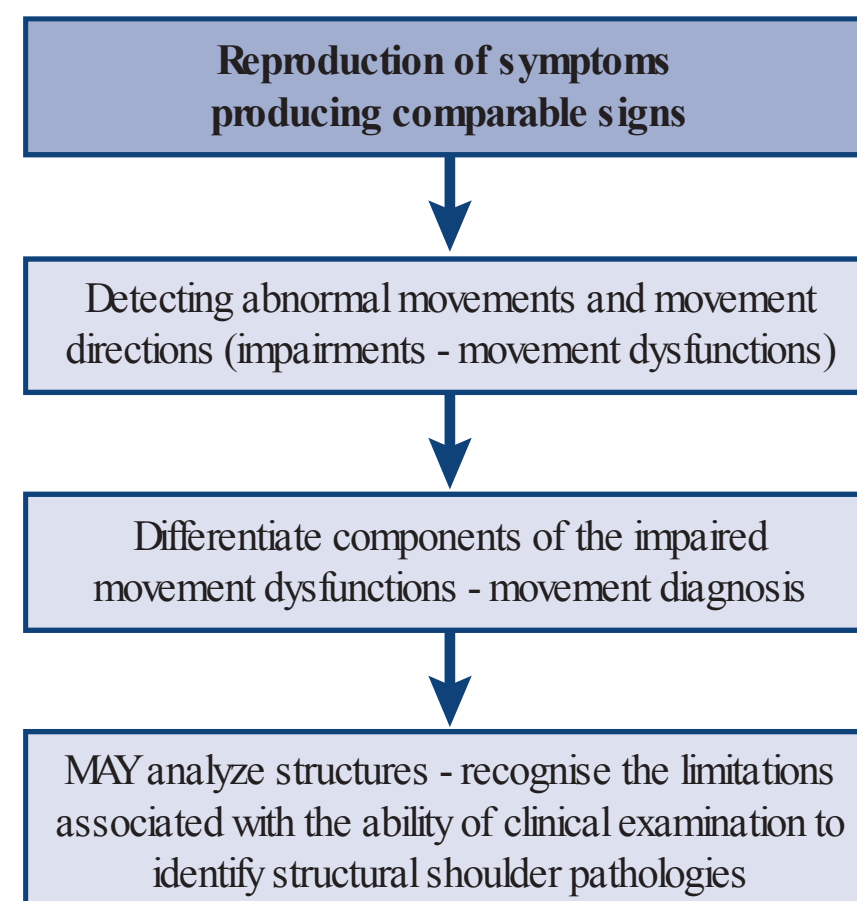 Reproduction of symptoms
producing comparable signs
Detecting abnormal movements and movement
directions (impairments - movement dysfunctions)
Differentiate components of the impaired
movement dysfunctions - movement diagnosis
MAY analyze structures - recognise the limitations
associated with the ability of clinical examination to
identify structural shoulder pathologies